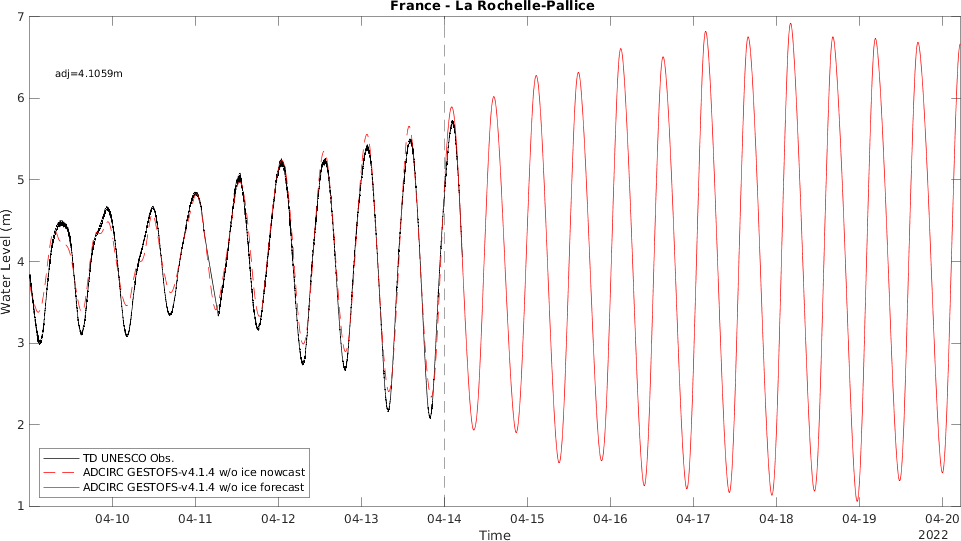 France - La Rochelle-Pallice
7
adj=4.1059m
6
5
4
3
2
1
Water Level (m)
TD UNESCO Obs.
ADCIRC GESTOFS-v4.1.4 w/o ice nowcast
ADCIRC GESTOFS-v4.1.4 w/o ice forecast
04-10 04-11 04-12 04-13 04-14 04-15 04-16 04-17 04-18 04-19 04-20
Time
2022